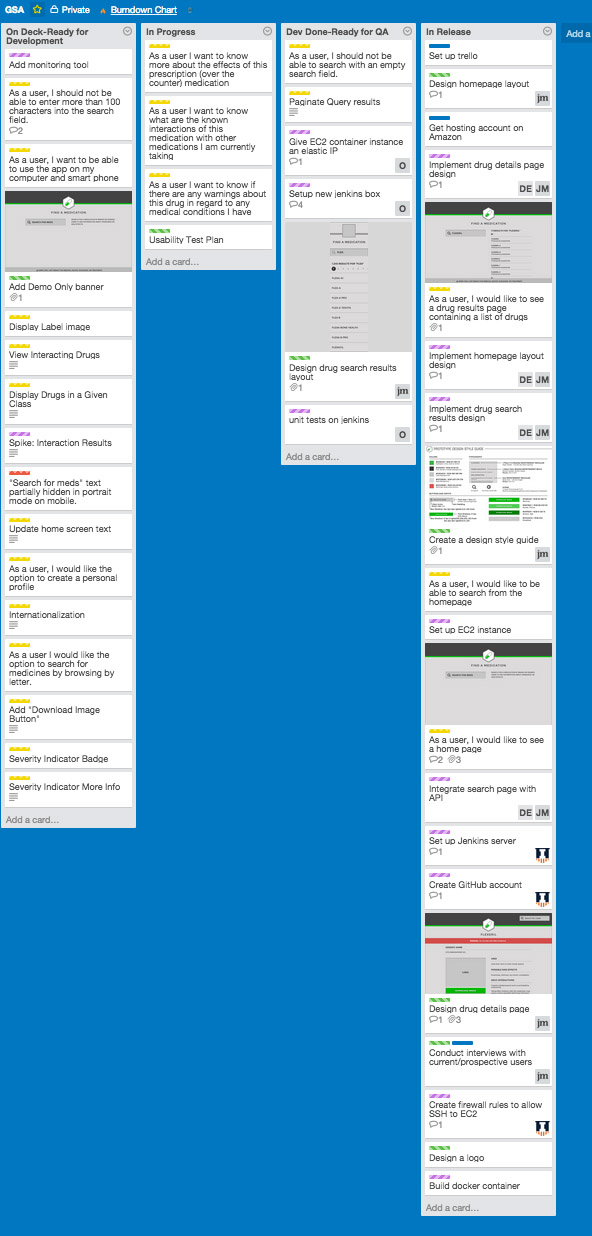 GSA Private Burndown Chart
On Deck-Ready for
Development
Add monitoring tool
As a user, I should not be
able to enter more than 100
characters into the search
field.
2
As a user, I want to be able
to use the app on my
computer and smart phone
FIND A MEDICATION
Add Demo Only banner
1
Display Label image
View Interacting Drugs
Display Drugs in a Given
Class
Spike: Interaction Results
"Search for meds" text
partially hidden in portrait
mode on mobile.
Update home screen text
As a user, I would like the
option to create a personal
profile
Internationalization
As a user I would like the
option to search for
medicines by browsing by
letter.
Add "Download Image
Button"
Severity Indicator Badge
Severity Indicator More Info
Add a card...
In Progress
As a user I want to know
more about the effects of this
prescription (over the
counter) medication
As a user I want to know
what are the known
interactions of this
medication with other
medications I am currently
taking
As a user I want to know if
there are any warnings about
this drug in regard to any
medical conditions I have
Usability Test Plan
Add a card...
Dev Done-Ready for QA
As a user, I should not be
able to search with an empty
search field.
Paginate Query results
Give EC2 container instance
an elastic IP
1
O
Setup new jenkins box
4
O
FIND A MEDICATION
Design drug search results
layout
1
jm
unit tests on jenkins
O
Add a card...
In Release
Set up trello
Design homepage layout
1
jm
Get hosting account on
Amazon
Implement drug details page
design
1
DE JM
FIND A MEDICATION
As a user, I would like to see
a drug results page
containing a list of drugs
1
Implement homepage layout
design
1
DE JM
Implement drug search
results design
1
DE JM
PROTOTYPE DESIGN STYLE GUIDE
Create a design style guide
1
jm
As a user, I would like to be
able to search from the
homepage
Set up EC2 instance
FIND A MEDICATION
As a user, I would like to see
a home page
2 3
Integrate search page with
API
DE JM
Set up Jenkins server
1
Create GitHub account
1
Design drug details page
1 3
jm
Conduct interviews with
current/prospective users
jm
Create firewall rules to allow
SSH to EC2
1
Design a logo
Build docker container
Add a card...
Add a